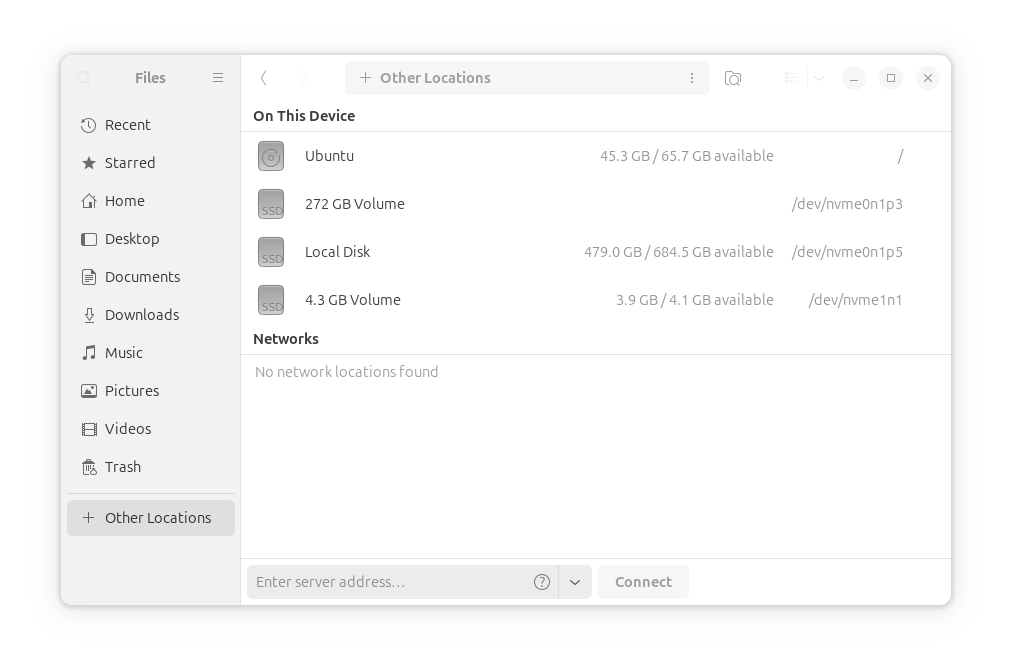 Files
Other Locations
Recent
Starred
Home
Desktop
Documents
Downloads
Music
Pictures
Videos
Trash
Other Locations
On This Device
Ubuntu 45.3 GB / 65.7 GB available /
SSD 272 GB Volume /dev/nvme0n1p3
SSD Local Disk 479.0 GB / 684.5 GB available /dev/nvme0n1p5
SSD 4.3 GB Volume 3.9 GB / 4.1 GB available /dev/nvme1n1
Networks
No network locations found
Enter server address… ? Connect